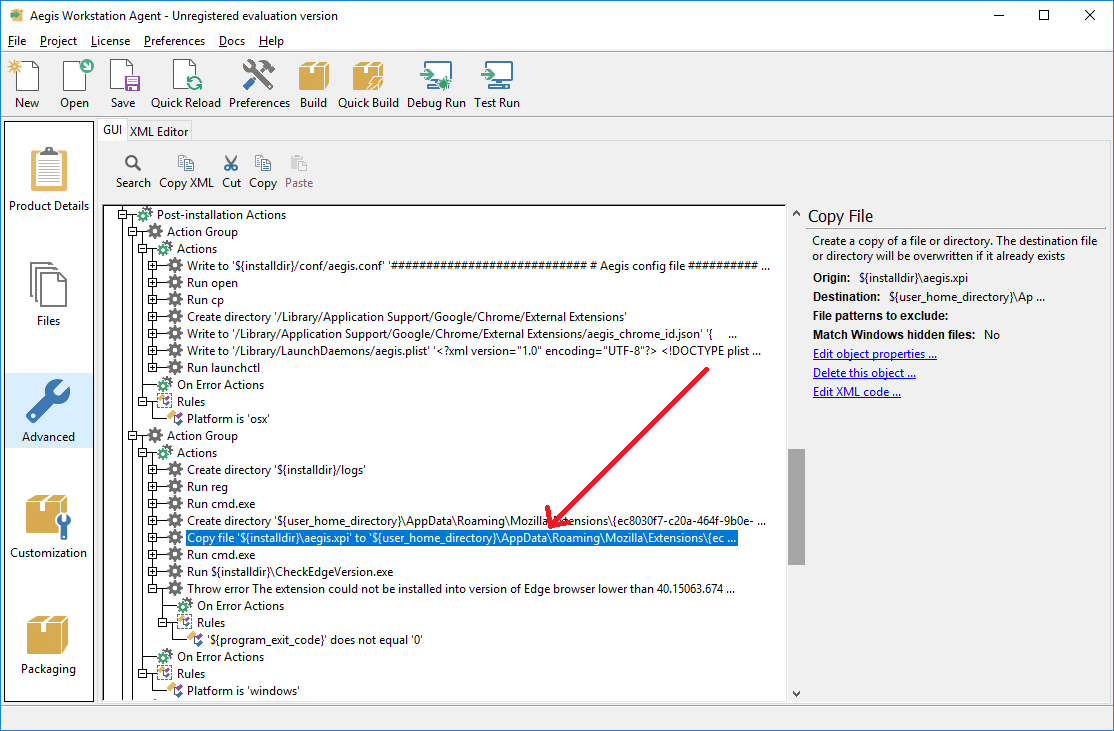 Aegis Workstation Agent - Unregistered evaluation version
File Project License Preferences Docs Help
New Open Save Quick Reload Preferences Build Quick Build Debug Run Test Run
Product Details
Files
Advanced
Customization
Packaging
GUI XML Editor
Search Copy XML Cut Copy Paste
Post-installation Actions
Action Group
Actions
Write to '${installdir}/conf/aegis.conf' '########################### # Aegis config file ########## ...
Run open
Run cp
Create directory '/Library/Application Support/Google/Chrome/External Extensions'
Write to '/Library/Application Support/Google/Chrome/External Extensions/aegis_chrome_id.json' '{ ...
Write to '/Library/LaunchDaemons/aegis.plist' '<?xml version="1.0" encoding="UTF-8"?> <!DOCTYPE plist ...
Run launchctl
On Error Actions
Rules
Platform is 'osx'
Action Group
Actions
Create directory '${installdir}/logs'
Run reg
Run cmd.exe
Create directory '${user_home_directory}\AppData\Roaming\Mozilla\Extensions\{ec8030f7-c20a-464f-9b0e- ...
Copy file '${installdir}\aegis.xpi' to '${user_home_directory}\AppData\Roaming\Mozilla\Extensions\{ec ...
Run cmd.exe
Run ${installdir}\CheckEdgeVersion.exe
Throw error The extension could not be installed into version of Edge browser lower than 40.15063.674 ...
On Error Actions
Rules
'${program_exit_code}' does not equal '0'
On Error Actions
Rules
Platform is 'windows'
Copy File
Create a copy of a file or directory. The destination file
or directory will be overwritten if it already exists
Origin: ${installdir}\aegis.xpi
Destination: ${user_home_directory}\Ap ...
File patterns to exclude:
Match Windows hidden files: No
Edit object properties ...
Delete this object ...
Edit XML code ...